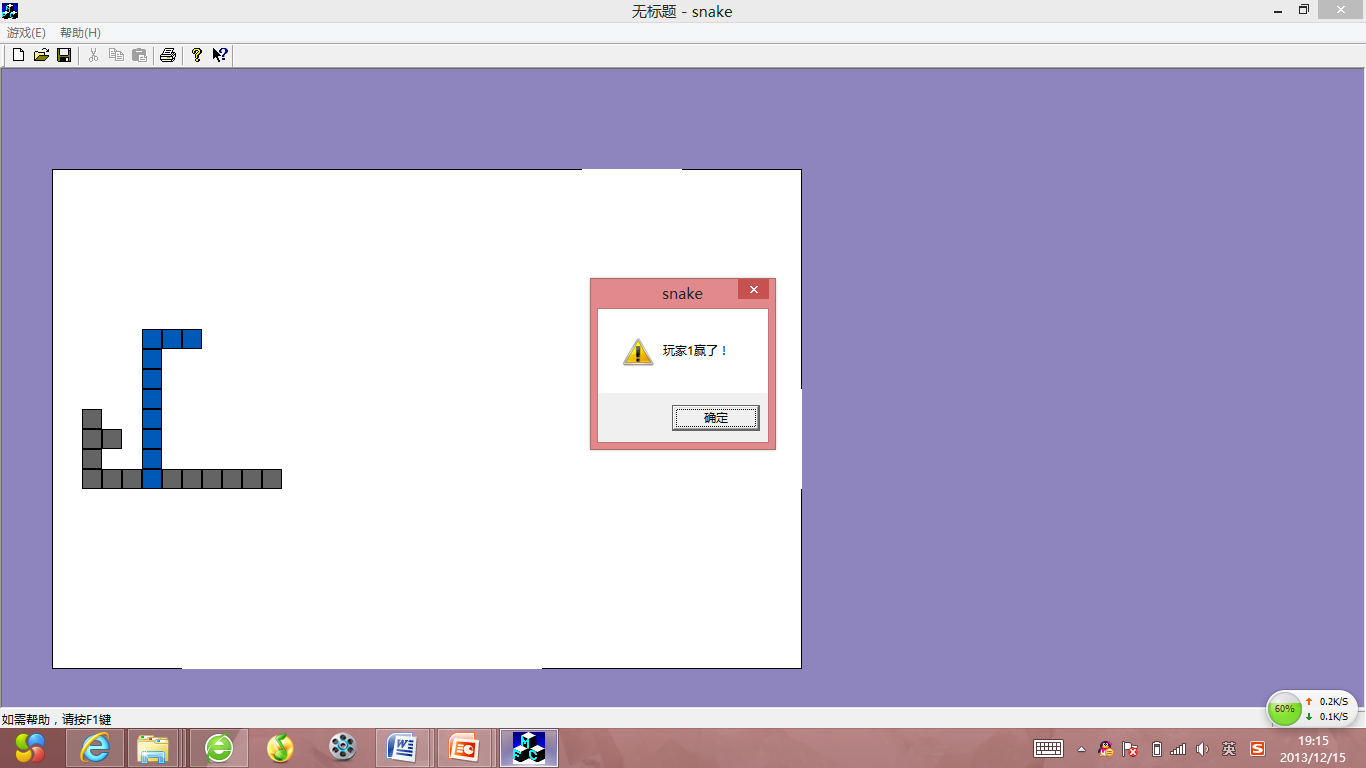 无标题 - snake
游戏(E) 帮助(H)
snake
玩家1赢了！
确定
如需帮助，请按F1键
60%
0.2K/S
0.1K/S
英
19:15
2013/12/15